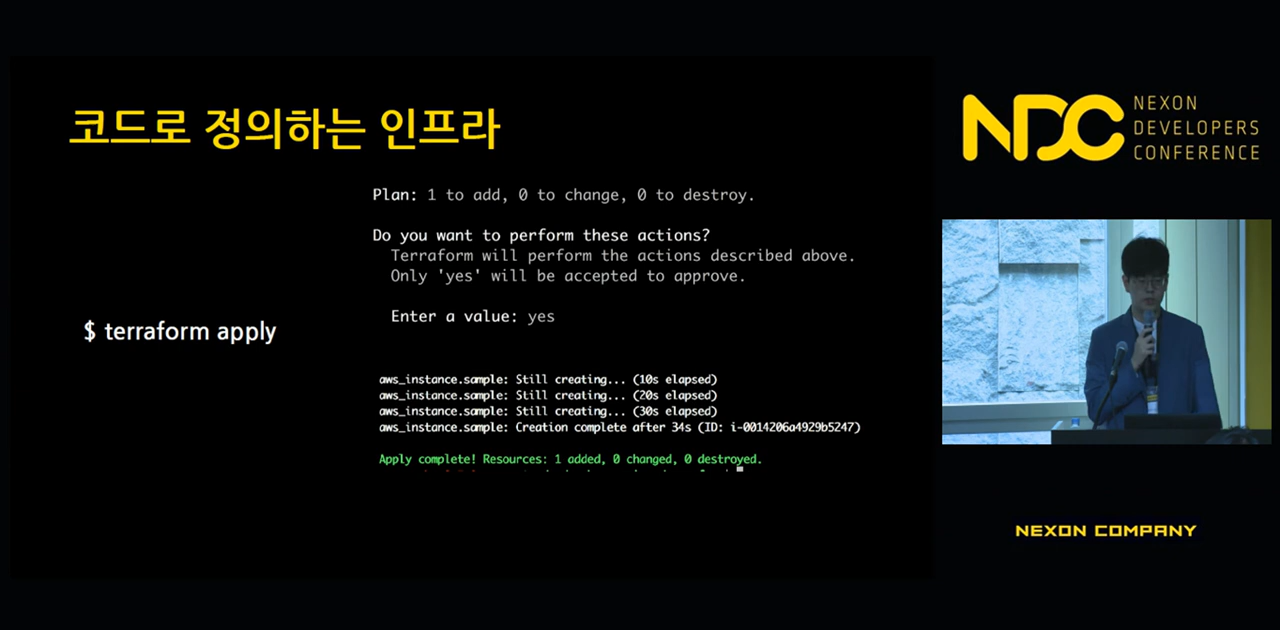 코드로 정의하는 인프라
$ terraform apply
Plan: 1 to add, 0 to change, 0 to destroy.
Do you want to perform these actions?
Terraform will perform the actions described above.
Only 'yes' will be accepted to approve.
Enter a value: yes
aws_instance.sample: Still creating... (10s elapsed)
aws_instance.sample: Still creating... (20s elapsed)
aws_instance.sample: Still creating... (30s elapsed)
aws_instance.sample: Creation complete after 34s (ID: i-0014206a4929b5247)
Apply complete! Resources: 1 added, 0 changed, 0 destroyed.
NDC
NEXON
DEVELOPERS
CONFERENCE
NEXON COMPANY